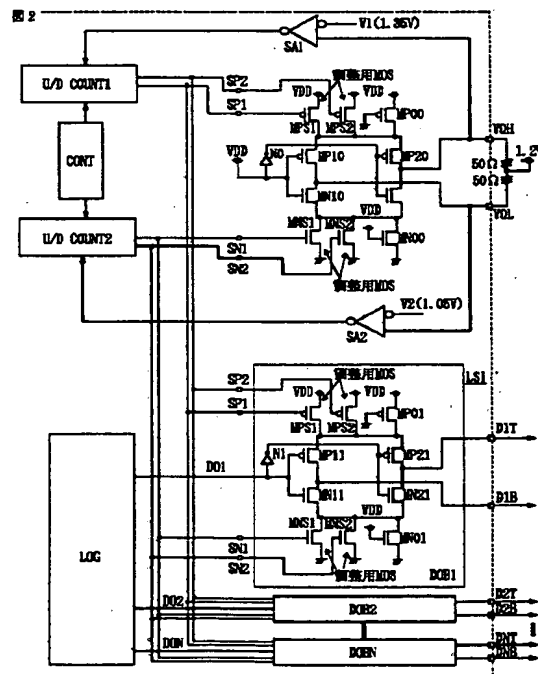 図2
V1(1.35V)
SA1
U/D COUNT1
SP2
調整用MOS
SP1
VDD
VDD
MPS1
MPS2
MP00
VOH
CONT
VDD
N0
MP10
MP20
50Ω
50Ω
1.2V
MN10
VDD
VOL
U/D COUNT2
MNS1
MNS2
SN1
MN00
SN2
調整用MOS
V2(1.05V)
SA2
LS1
SP2
調整用MOS
SP1
VDD
VDD
MPS1
MPS2
MP01
D1T
N1
MP11
MP21
DO1
MN11
MN21
D1B
LOG
MNS1
MNS2
VDD
SN1
MN01
SN2
調整用MOS
DOB1
DO2
DOB2
D2T
D2B
DON
DOBN
DNT
DNB